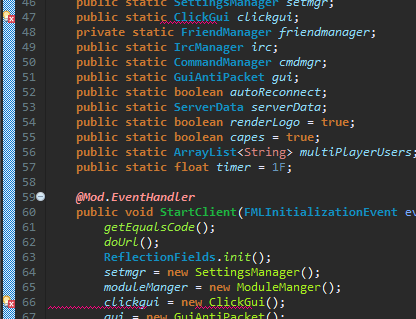 46 public static SettingsManager setmgr;
47 public static ClickGui clickgui;
48 private static FriendManager friendmanager;
49 public static IrcManager irc;
50 public static CommandManager cmdmgr;
51 public static GuiAntiPacket gui;
52 public static boolean autoReconnect;
53 public static ServerData serverData;
54 public static boolean renderLogo = true;
55 public static boolean capes = true;
56 public static ArrayList<String> multiPlayerUsers;
57 public static float timer = 1F;
58
59 @Mod.EventHandler
60 public void StartClient(FMLInitializationEvent ev
61 getEqualsCode();
62 doUrl();
63 ReflectionFields.init();
64 setmgr = new SettingsManager();
65 moduleManger = new ModuleManger();
66 clickgui = new ClickGui();
67 gui = new GuiAntiPacket();